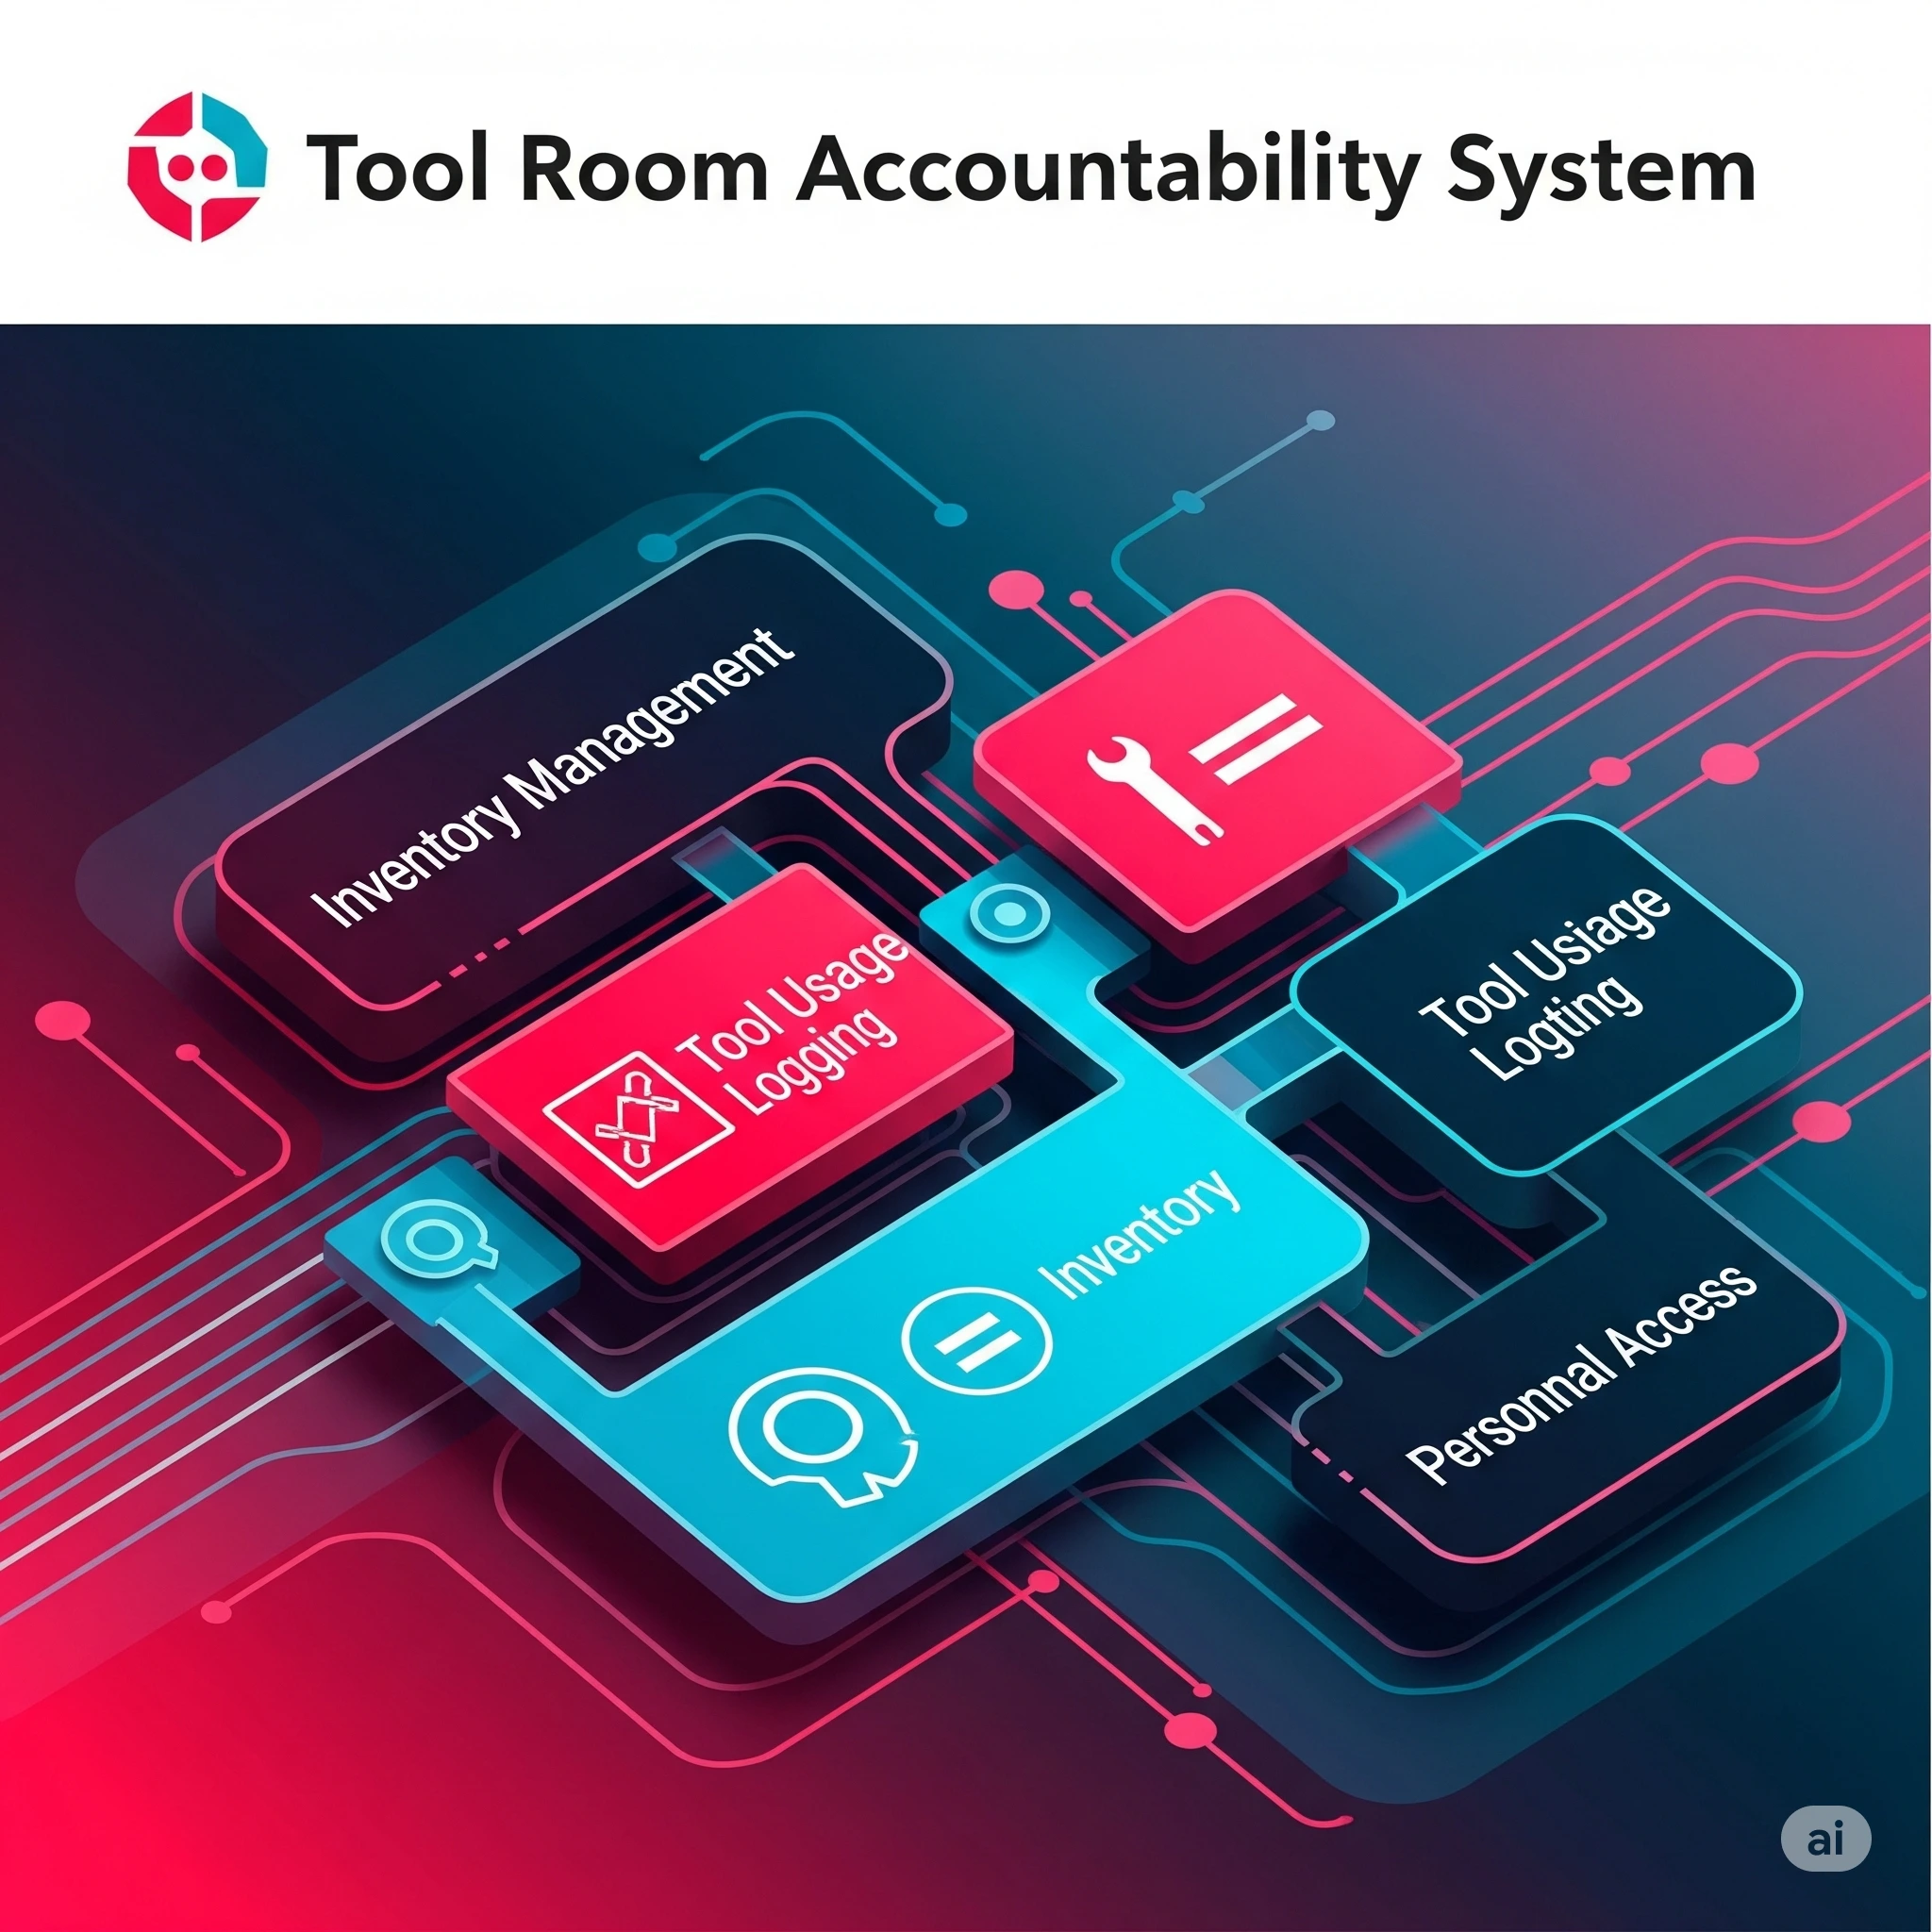 Tool Room Accountability System
Inventory Management
Tool Usage
Logging
Tool Usiage
Logting
Inventory
Personnal Access
ai